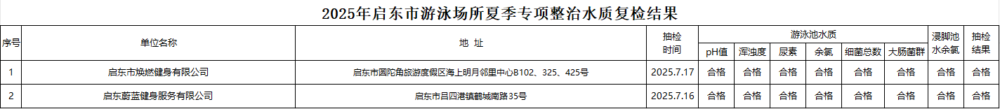 2025年启东市游泳场所夏季专项整治水质复检结果
序号 单位名称 地 址 抽检时间 游泳池水质 浸脚池水余氯 抽检结果
pH值 浑浊度 尿素 余氯 细菌总数 大肠菌群
1 启东市焕燃健身有限公司 启东市圆陀角旅游度假区海上明月邻里中心B102、325、425号 2025.7.17 合格 合格 合格 合格 合格 合格 合格 合格
2 启东蔚蓝健身服务有限公司 启东市吕四港镇鹤城南路35号 2025.7.16 合格 合格 合格 合格 合格 合格 合格 合格